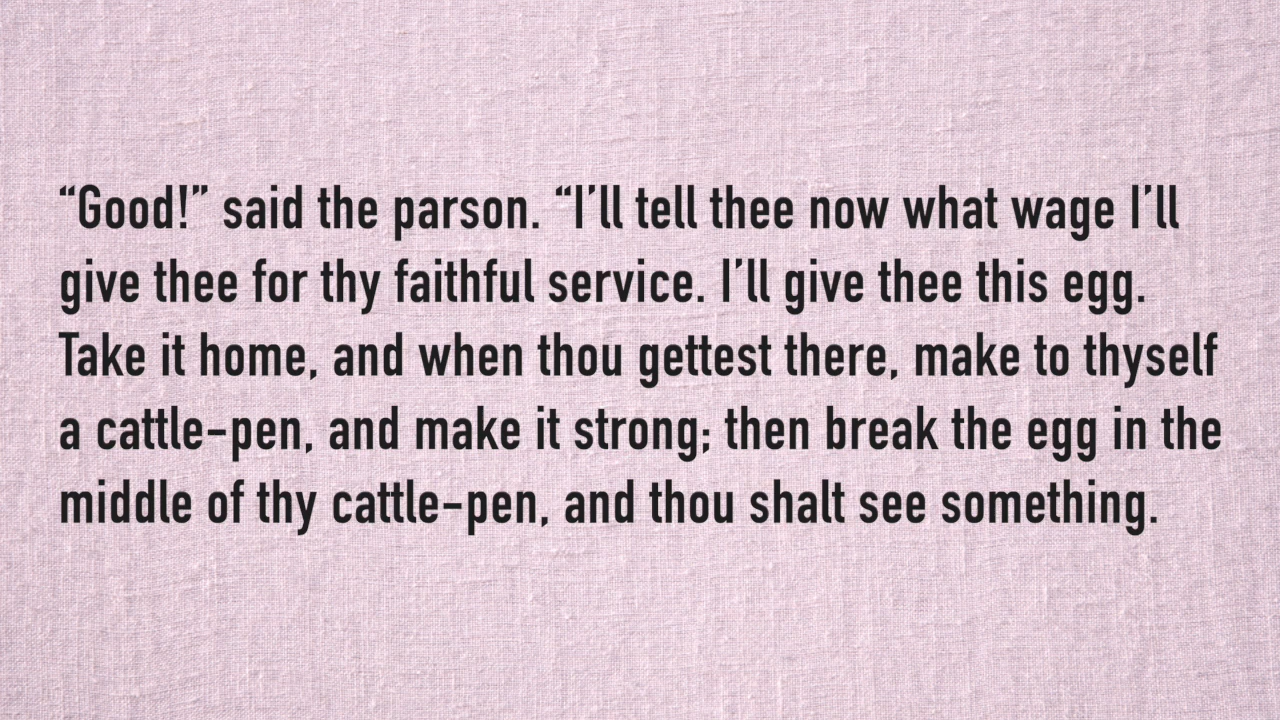 “Good!” said the parson. “I’ll tell thee now what wage I’ll
give thee for thy faithful service. I’ll give thee this egg.
Take it home, and when thou gettest there, make to thyself
a cattle-pen, and make it strong; then break the egg in the
middle of thy cattle-pen, and thou shalt see something.